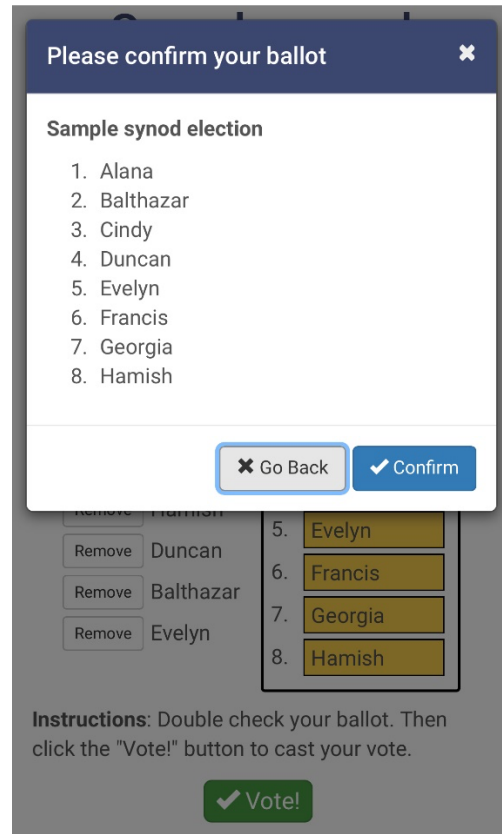 Please confirm your ballot ✖
Sample synod election
1. Alana
2. Balthazar
3. Cindy
4. Duncan
5. Evelyn
6. Francis
7. Georgia
8. Hamish
✖ Go Back
✔ Confirm
Remove Hamish
Remove Duncan
Remove Balthazar
Remove Evelyn
5. Evelyn
6. Francis
7. Georgia
8. Hamish
Instructions: Double check your ballot. Then
click the "Vote!" button to cast your vote.
✔ Vote!